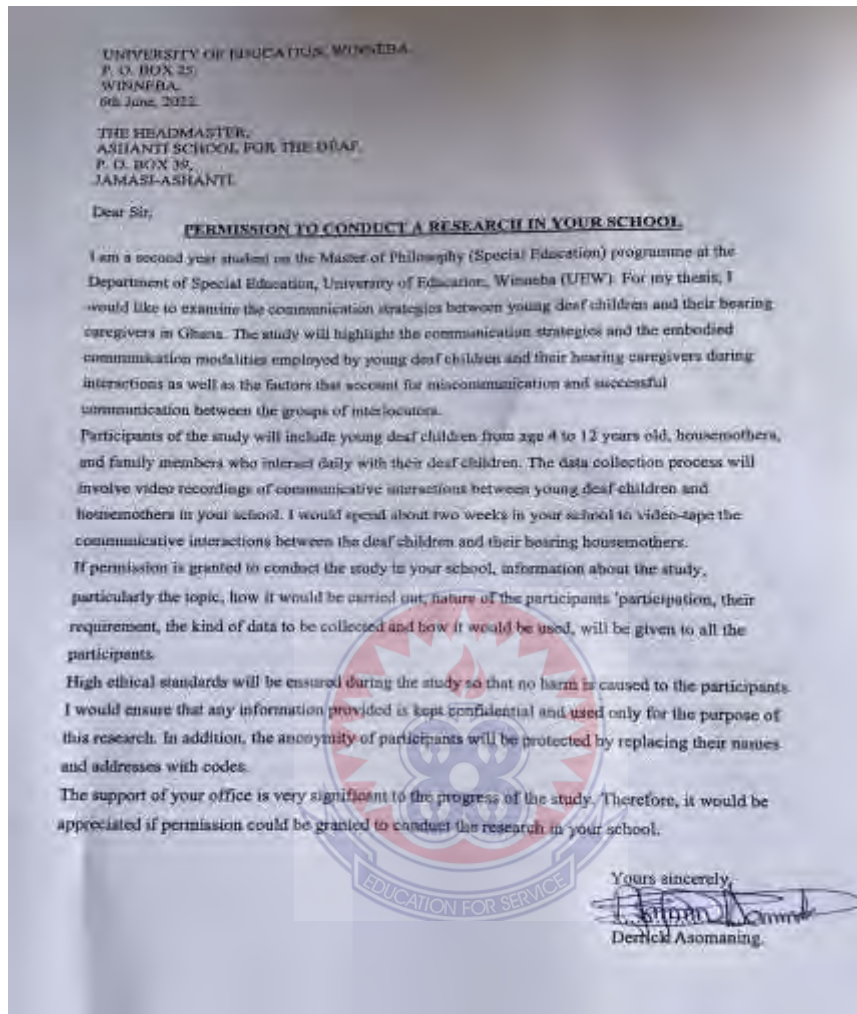 UNIVERSITY OF EDUCATION, WINNEBA.
P. O. BOX 25,
WINNEBA.
6th June, 2022.
THE HEADMASTER,
ASHANTI SCHOOL FOR THE DEAF,
P. O. BOX 39,
JAMASI-ASHANTI.
Dear Sir,
PERMISSION TO CONDUCT A RESEARCH IN YOUR SCHOOL
I am a second year student on the Master of Philosophy (Special Education) programme at the
Department of Special Education, University of Education, Winneba (UEW). For my thesis, I
would like to examine the communication strategies between young deaf children and their hearing
caregivers in Ghana. The study will highlight the communication strategies and the embodied
communication modalities employed by young deaf children and their hearing caregivers during
interactions as well as the factors that account for miscommunication and successful
communication between the groups of interlocutors.
Participants of the study will include young deaf children from age 4 to 12 years old, housemothers,
and family members who interact daily with their deaf children. The data collection process will
involve video recordings of communicative interactions between young deaf children and
housemothers in your school. I would spend about two weeks in your school to video-tape the
communicative interactions between the deaf children and their hearing housemothers.
If permission is granted to conduct the study in your school, information about the study,
particularly the topic, how it would be carried out, nature of the participants 'participation, their
requirement, the kind of data to be collected and how it would be used, will be given to all the
participants.
High ethical standards will be ensured during the study so that no harm is caused to the participants.
I would ensure that any information provided is kept confidential and used only for the purpose of
this research. In addition, the anonymity of participants will be protected by replacing their names
and addresses with codes.
The support of your office is very significant to the progress of the study. Therefore, it would be
appreciated if permission could be granted to conduct the research in your school.
Yours sincerely,
Derrick Asomaning.
EDUCATION FOR SERVICE